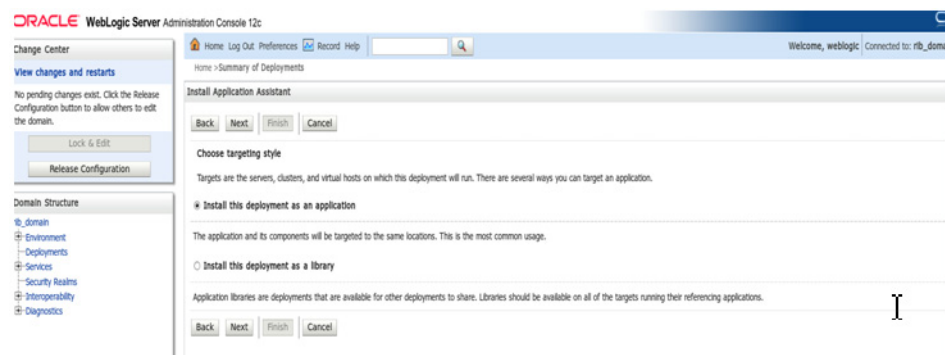 ORACLE WebLogic Server Administration Console 12c
Change Center
View changes and restarts
No pending changes exist. Click the Release
Configuration button to allow others to edit
the domain.
Lock & Edit
Release Configuration
Domain Structure
rib_domain
Environment
Deployments
Services
Security Realms
Interoperability
Diagnostics
Home Log Out Preferences Record Help
Welcome, weblogic Connected to: rib_doma
Home >Summary of Deployments
Install Application Assistant
Back Next Finish Cancel
Choose targeting style
Targets are the servers, clusters, and virtual hosts on which this deployment will run. There are several ways you can target an application.
Install this deployment as an application
The application and its components will be targeted to the same locations. This is the most common usage.
Install this deployment as a library
Application libraries are deployments that are available for other deployments to share. Libraries should be available on all of the targets running their referencing applications.
Back Next Finish Cancel